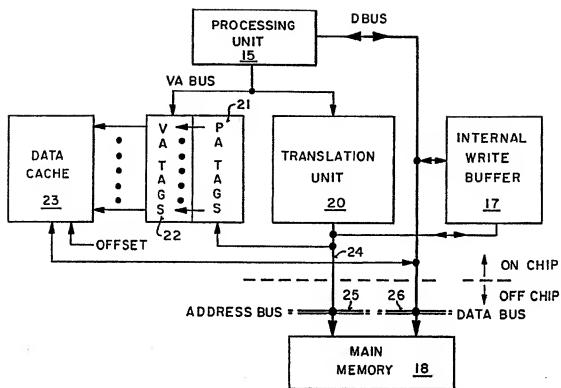 PROCESSING
UNIT
15
DBUS
VA BUS
21
DATA
CACHE
23
VA TAGS
PA TAGS
22
TRANSLATION
UNIT
20
INTERNAL
WRITE
BUFFER
17
OFFSET
24
ON CHIP
OFF CHIP
25
26
ADDRESS BUS
DATA BUS
MAIN
MEMORY
18